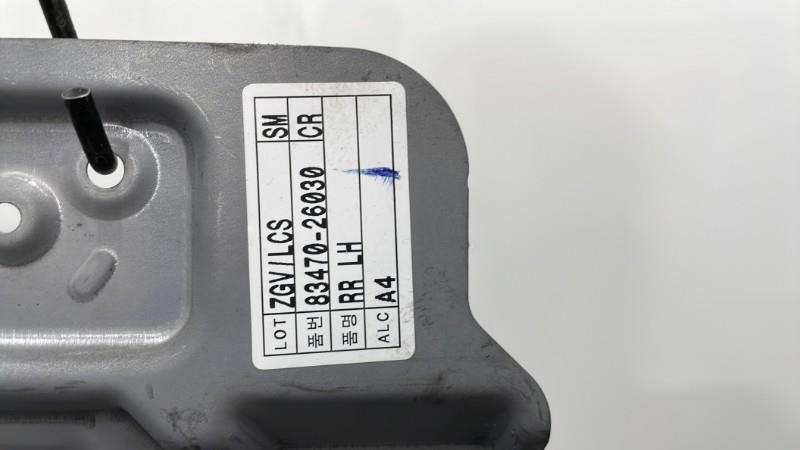 LOT ZGV/LCS SM
품번 83470-26030 CR
품명 RR LH
ALC A4